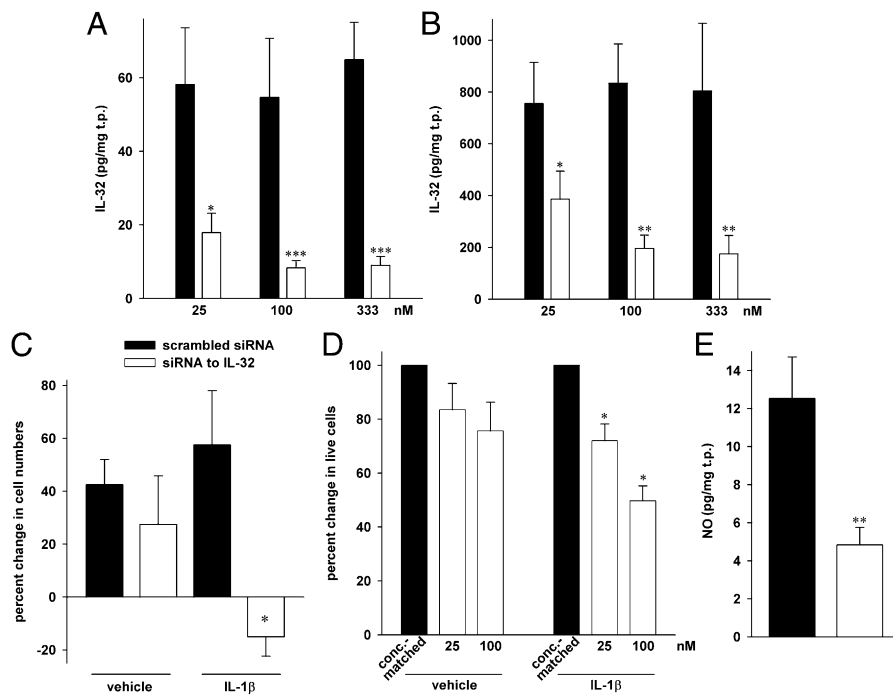 A
IL-32 (pg/mg t.p.)
60
40
20
0
*
***
***
25 100 333 nM
B
IL-32 (pg/mg t.p.)
1000
800
600
400
200
0
*
**
**
25 100 333 nM
C
scrambled siRNA
siRNA to IL-32
percent change in cell numbers
80
60
40
20
0
-20
*
vehicle IL-1β
D
percent change in live cells
100
80
60
40
20
0
*
*
conc.-
matched
25 100
conc.-
matched
25 100 nM
vehicle IL-1β
E
NO (pg/mg t.p.)
14
12
10
8
6
4
2
0
**